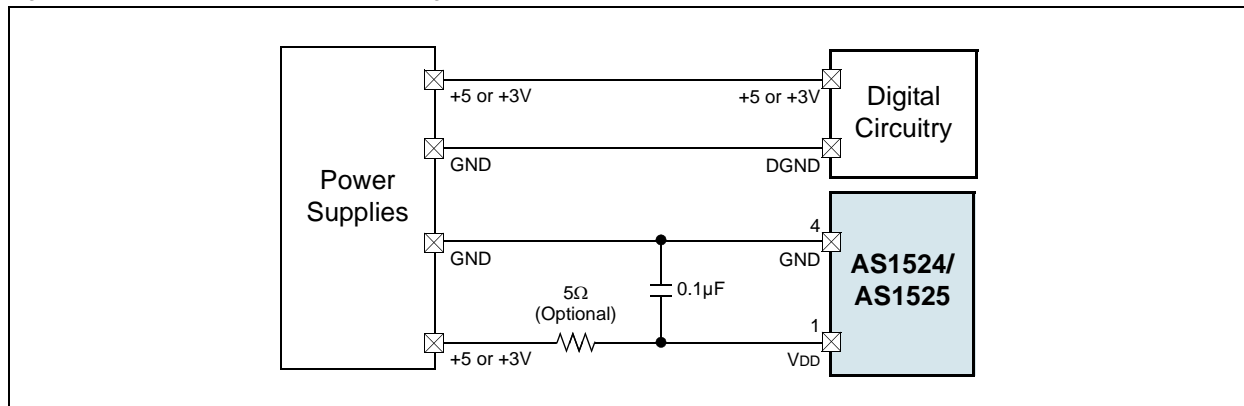 Power
Supplies
+5 or +3V
+5 or +3V
Digital
Circuitry
GND
DGND
GND
4
GND
AS1524/
AS1525
5Ω
(Optional)
0.1µF
+5 or +3V
1
VDD